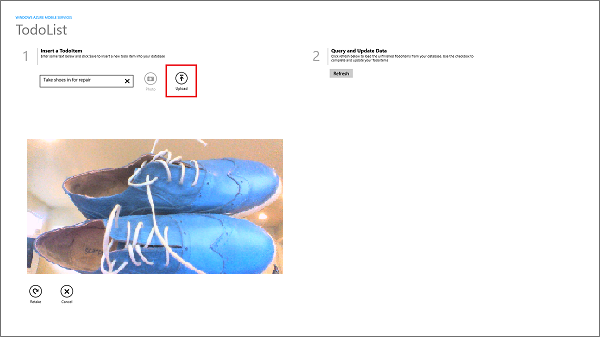 WINDOWS AZURE MOBILE SERVICES
TodoList
1
Insert a TodoItem
Enter some text below and click Save to insert a new todo item into your database
Take shoes in for repair
Photo
Upload
2
Query and Update Data
Click refresh below to load the unfinished TodoItems from your database. Use the checkbox to
complete and update your TodoItems
Refresh
Retake
Cancel